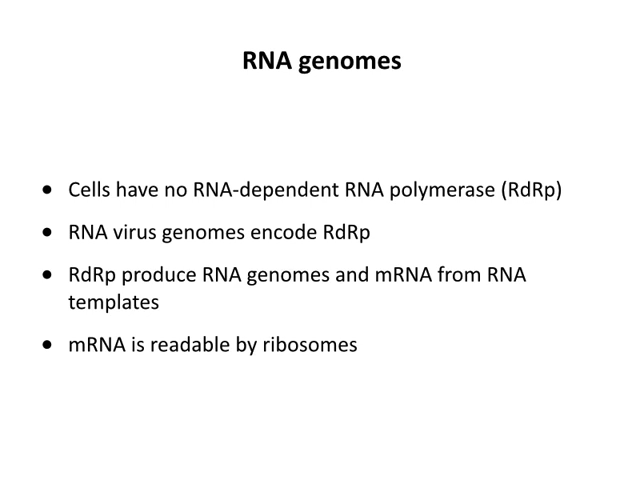 RNA genomes
• Cells have no RNA-dependent RNA polymerase (RdRp)
• RNA virus genomes encode RdRp
• RdRp produce RNA genomes and mRNA from RNA
templates
• mRNA is readable by ribosomes